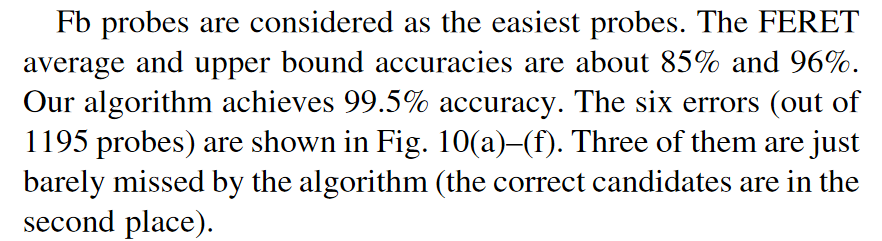 Fb probes are considered as the easiest probes. The FERET
average and upper bound accuracies are about 85% and 96%.
Our algorithm achieves 99.5% accuracy. The six errors (out of
1195 probes) are shown in Fig. 10(a)–(f). Three of them are just
barely missed by the algorithm (the correct candidates are in the
second place).